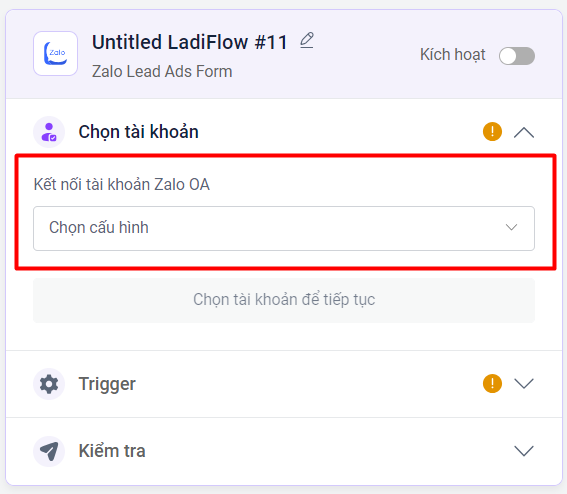 Zalo
Untitled LadiFlow #11
Zalo Lead Ads Form
Kích hoạt
Chọn tài khoản
!
Kết nối tài khoản Zalo OA
Chọn cấu hình
Chọn tài khoản để tiếp tục
Trigger
!
Kiểm tra